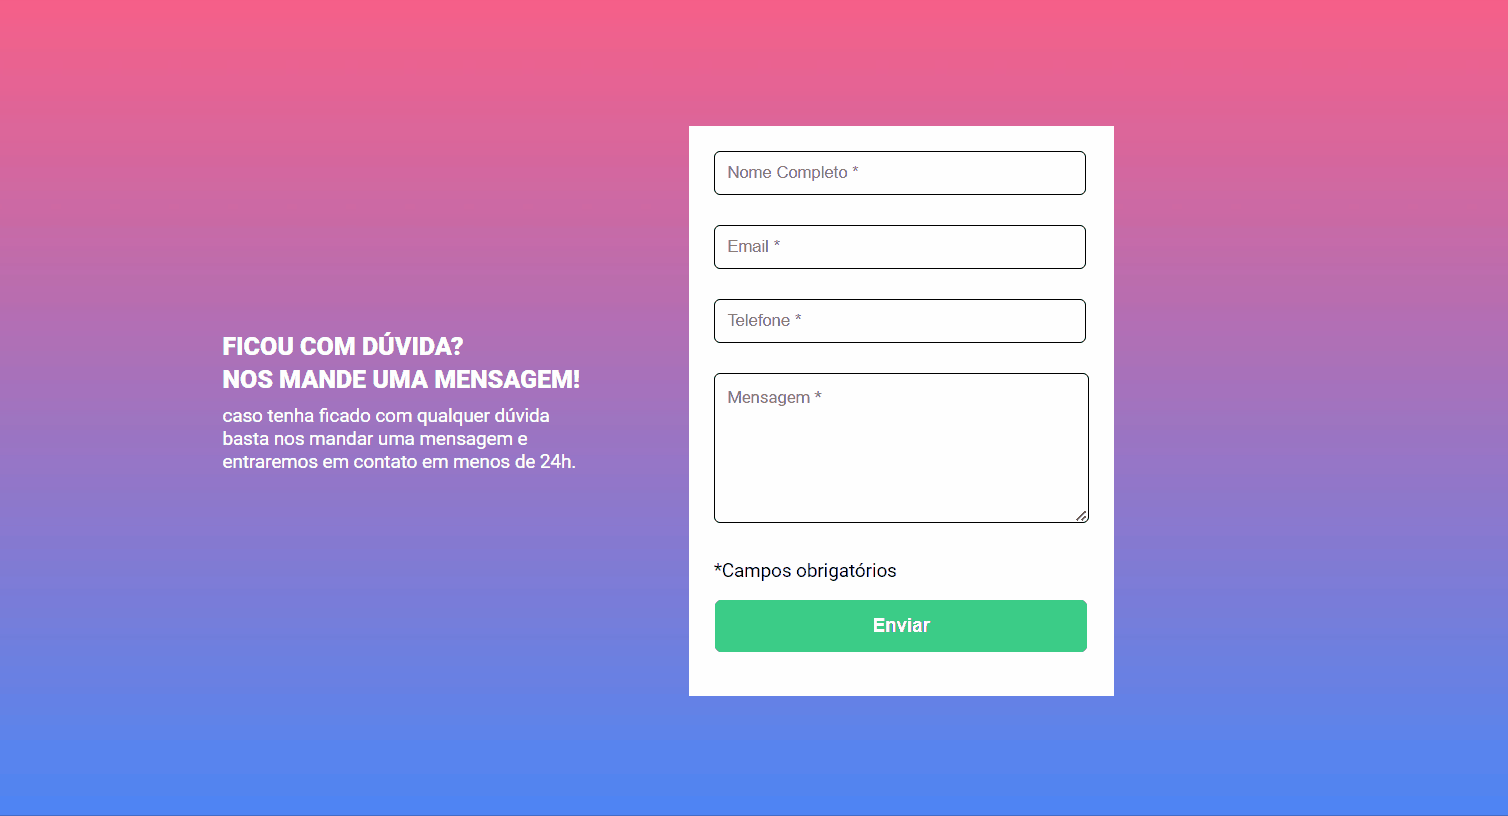 FICOU COM DÚVIDA?
NOS MANDE UMA MENSAGEM!
caso tenha ficado com qualquer dúvida
basta nos mandar uma mensagem e
entraremos em contato em menos de 24h.
Nome Completo *
Email *
Telefone *
Mensagem *
*Campos obrigatórios
Enviar